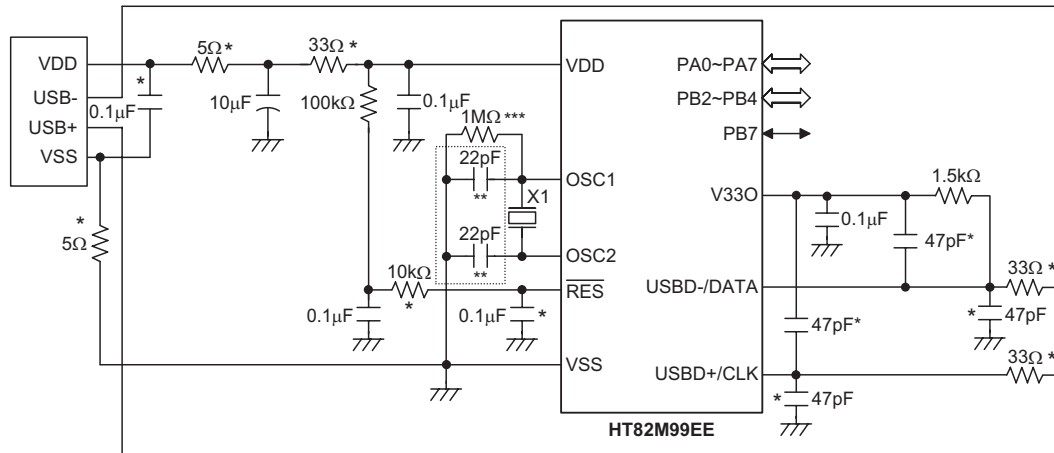 VDD
USB-
USB+
VSS
*
0.1μF
5Ω*
10μF
33Ω*
100kΩ
0.1μF
1MΩ***
22pF
**
22pF
**
X1
*
5Ω
10kΩ
*
0.1μF
0.1μF
*
VDD
OSC1
OSC2
RES
VSS
PA0~PA7
PB2~PB4
PB7
V33O
USBD-/DATA
USBD+/CLK
HT82M99EE
1.5kΩ
0.1μF
47pF*
33Ω*
47pF*
*
47pF
33Ω*
*
47pF